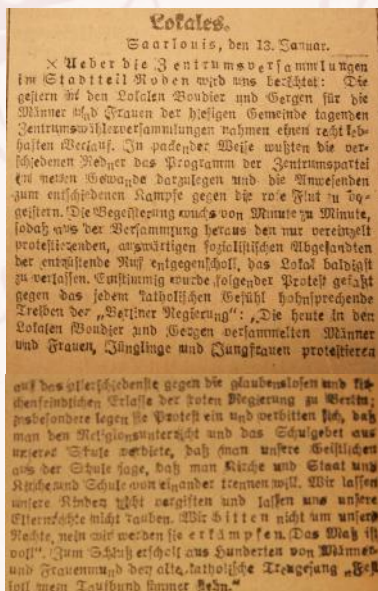 Lokales.
Saarlouis, den 13. Januar.
× Ueber die Zentrumsversammlungen
im Stadtteil Roden wird uns berichtet: Die
gestern in den Lokalen Boudier und Gergen für die
Männer und Frauen der hiesigen Gemeinde tagenden
Zentrumswählerversammlungen nahmen einen recht leb-
haften Verlauf. In packender Weise wußten die ver-
schiedenen Redner das Programm der Zentrumspartei
im neuen Gewande darzulegen und die Anwesenden
zum entschiedenen Kampfe gegen die rote Flut zu be-
geistern. Die Begeisterung wuchs von Minute zu Minute,
sodaß aus der Versammlung heraus den nur vereinzelt
protestierenden, auswärtigen sozialistischen Abgesandten
der entrüstende Ruf entgegenscholl, das Lokal baldigst
zu verlassen. Einstimmig wurde folgender Protest gefaßt
gegen das jedem katholischen Gefühl hohnsprechende
Treiben der „Berliner Regierung“: „Die heute in den
Lokalen Boudier und Gergen versammelten Männer
und Frauen, Jünglinge und Jungfrauen protestieren
auf das allerschiedenste gegen die glaubenslosen und kir-
chenfeindlichen Erlasse der roten Regierung zu Berlin;
insbesondere legen sie Protest ein und verbitten sich, daß
man den Religionsunterricht und das Schulgebet aus
unserer Schule verbiete, daß man unsere Geistlichen
aus der Schule jage, daß man Kirche und Staat und
Kirche und Schule von einander trennen will. Wir lassen
unsere Kinder nicht vergiften und lassen uns unsere
Elternrechte nicht rauben. Wir bitten nicht um unsere
Rechte, nein wir werden sie erkämpfen. Das Maß ist
voll“. Zum Schluß erscholl aus Hunderten von Männer-
und Frauenmund der alte katholische Treugesang „Fest
soll mein Taufbund immer stehn.“